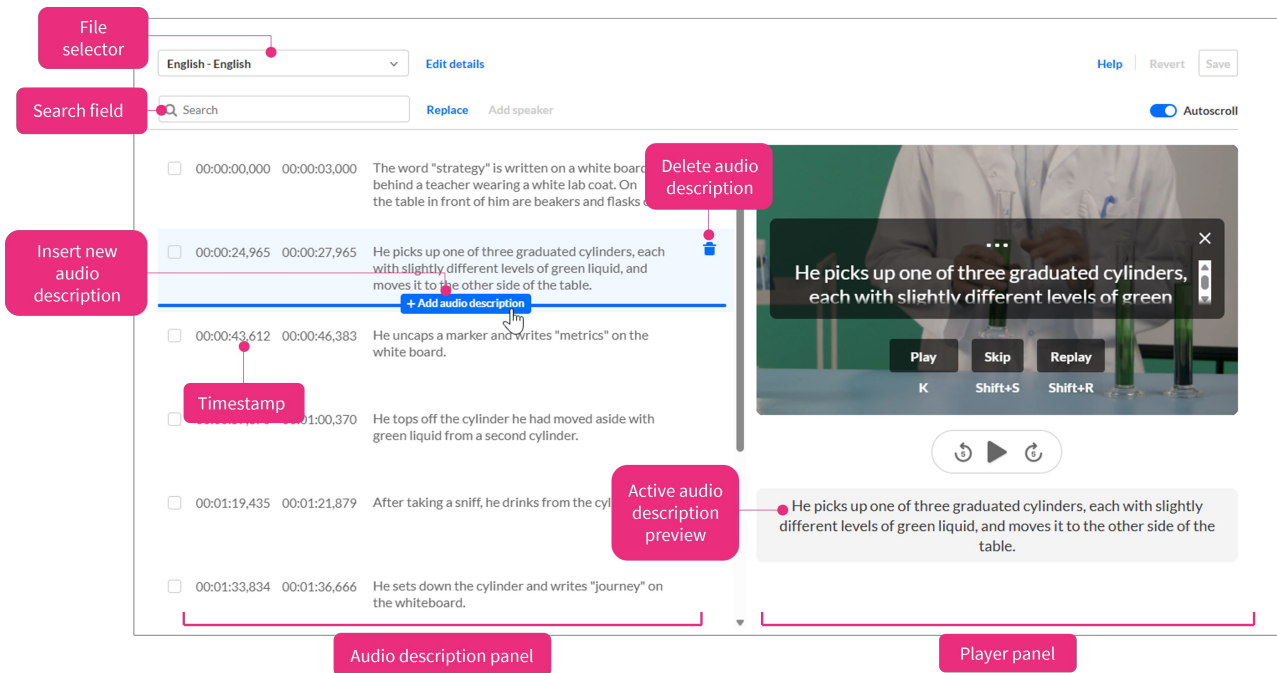 File
selector
English - English
Edit details
Help
Revert
Save
Search field
Search
Replace
Add speaker
Autoscroll
00:00:00,000 00:00:03,000 The word "strategy" is written on a white board
behind a teacher wearing a white lab coat. On
the table in front of him are beakers and flasks
Delete audio
description
Insert new
audio
description
00:00:24,965 00:00:27,965 He picks up one of three graduated cylinders, each
with slightly different levels of green liquid, and
moves it to the other side of the table.
+ Add audio description
00:00:43,612 00:00:46,383 He uncaps a marker and writes "metrics" on the
white board.
Timestamp
01:00,370 He tops off the cylinder he had moved aside with
green liquid from a second cylinder.
00:01:19,435 00:01:21,879 After taking a sniff, he drinks from the
00:01:33,834 00:01:36,666 He sets down the cylinder and writes "journey" on
the whiteboard.
Audio description panel
...
He picks up one of three graduated cylinders,
each with slightly different levels of green
Play Skip Replay
K Shift+S Shift+R
5 5
Active audio
description
preview
He picks up one of three graduated cylinders, each with slightly
different levels of green liquid, and moves it to the other side of the
table.
Player panel